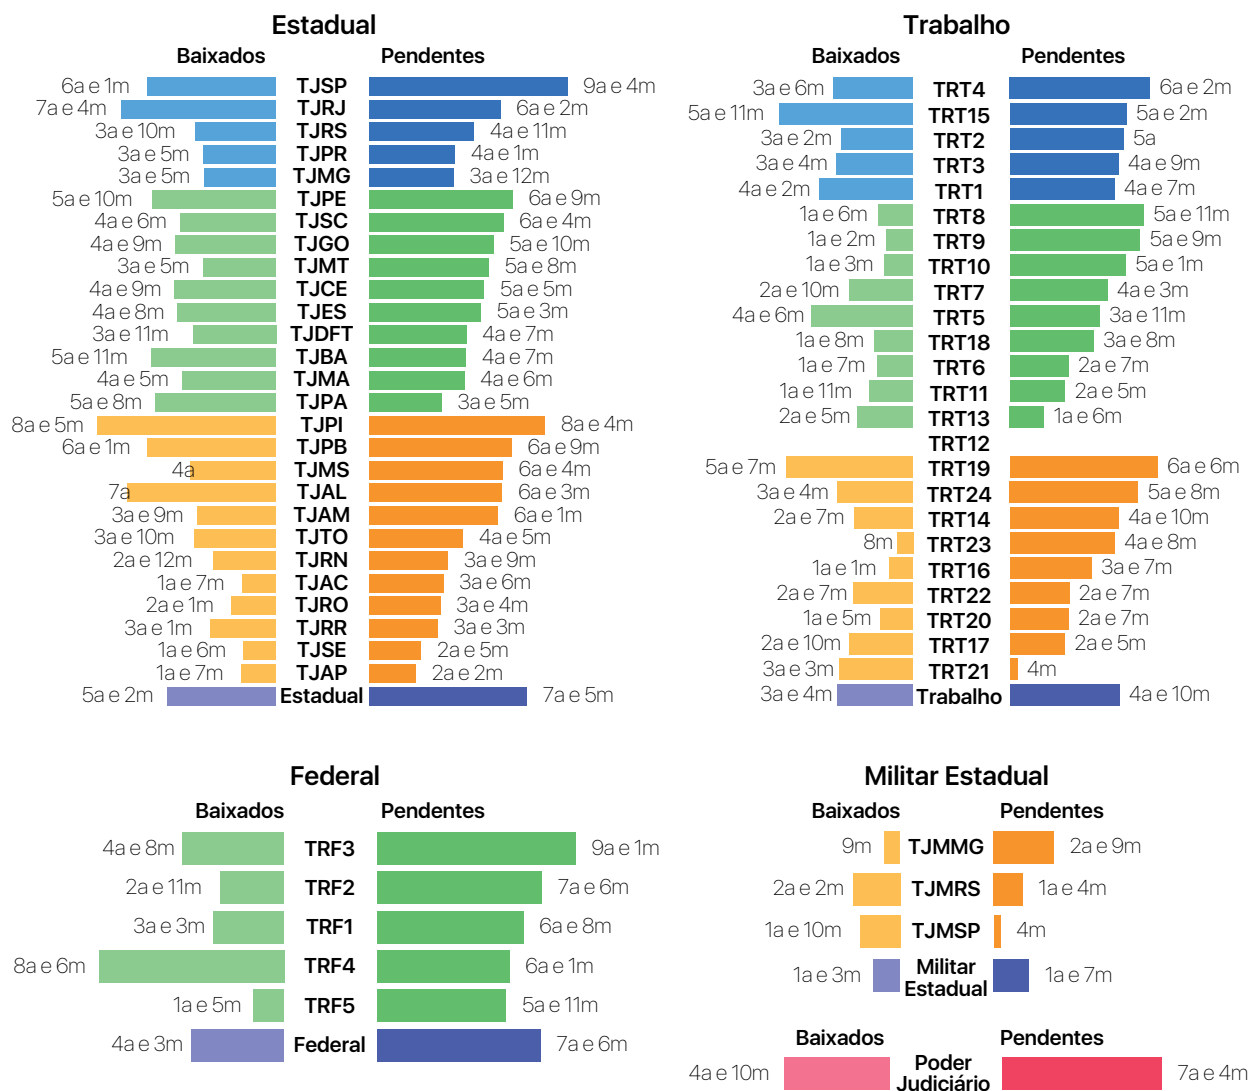 Estadual
Baixados Pendentes
6a e 1m TJSP 9a e 4m
7a e 4m TJRJ 6a e 2m
3a e 10m TJRS 4a e 11m
3a e 5m TJPR 4a e 1m
3a e 5m TJMG 3a e 12m
5a e 10m TJPE 6a e 9m
4a e 6m TJSC 6a e 4m
4a e 9m TJGO 5a e 10m
3a e 5m TJMT 5a e 8m
4a e 9m TJCE 5a e 5m
4a e 8m TJES 5a e 3m
3a e 11m TJDFT 4a e 7m
5a e 11m TJBA 4a e 7m
4a e 5m TJMA 4a e 6m
5a e 8m TJPA 3a e 5m
8a e 5m TJPI 8a e 4m
6a e 1m TJPB 6a e 9m
4a TJMS 6a e 4m
7a TJAL 6a e 3m
3a e 9m TJAM 6a e 1m
3a e 10m TJTO 4a e 5m
2a e 12m TJRN 3a e 9m
1a e 7m TJAC 3a e 6m
2a e 1m TJRO 3a e 4m
3a e 1m TJRR 3a e 3m
1a e 6m TJSE 2a e 5m
1a e 7m TJAP 2a e 2m
5a e 2m Estadual 7a e 5m
Trabalho
Baixados Pendentes
3a e 6m TRT4 6a e 2m
5a e 11m TRT15 5a e 2m
3a e 2m TRT2 5a
3a e 4m TRT3 4a e 9m
4a e 2m TRT1 4a e 7m
1a e 6m TRT8 5a e 11m
1a e 2m TRT9 5a e 9m
1a e 3m TRT10 5a e 1m
2a e 10m TRT7 4a e 3m
4a e 6m TRT5 3a e 11m
1a e 8m TRT18 3a e 8m
1a e 7m TRT6 2a e 7m
1a e 11m TRT11 2a e 5m
2a e 5m TRT13 1a e 6m
TRT12
5a e 7m TRT19 6a e 6m
3a e 4m TRT24 5a e 8m
2a e 7m TRT14 4a e 10m
8m TRT23 4a e 8m
1a e 1m TRT16 3a e 7m
2a e 7m TRT22 2a e 7m
1a e 5m TRT20 2a e 7m
2a e 10m TRT17 2a e 5m
3a e 3m TRT21 4m
3a e 4m Trabalho 4a e 10m
Federal
Baixados Pendentes
4a e 8m TRF3 9a e 1m
2a e 11m TRF2 7a e 6m
3a e 3m TRF1 6a e 8m
8a e 6m TRF4 6a e 1m
1a e 5m TRF5 5a e 11m
4a e 3m Federal 7a e 6m
Militar Estadual
Baixados Pendentes
9m TJMMG 2a e 9m
2a e 2m TJMRS 1a e 4m
1a e 10m TJMSP 4m
1a e 3m Militar 1a e 7m
Estadual
Baixados Pendentes
4a e 10m Poder 7a e 4m
Judiciário